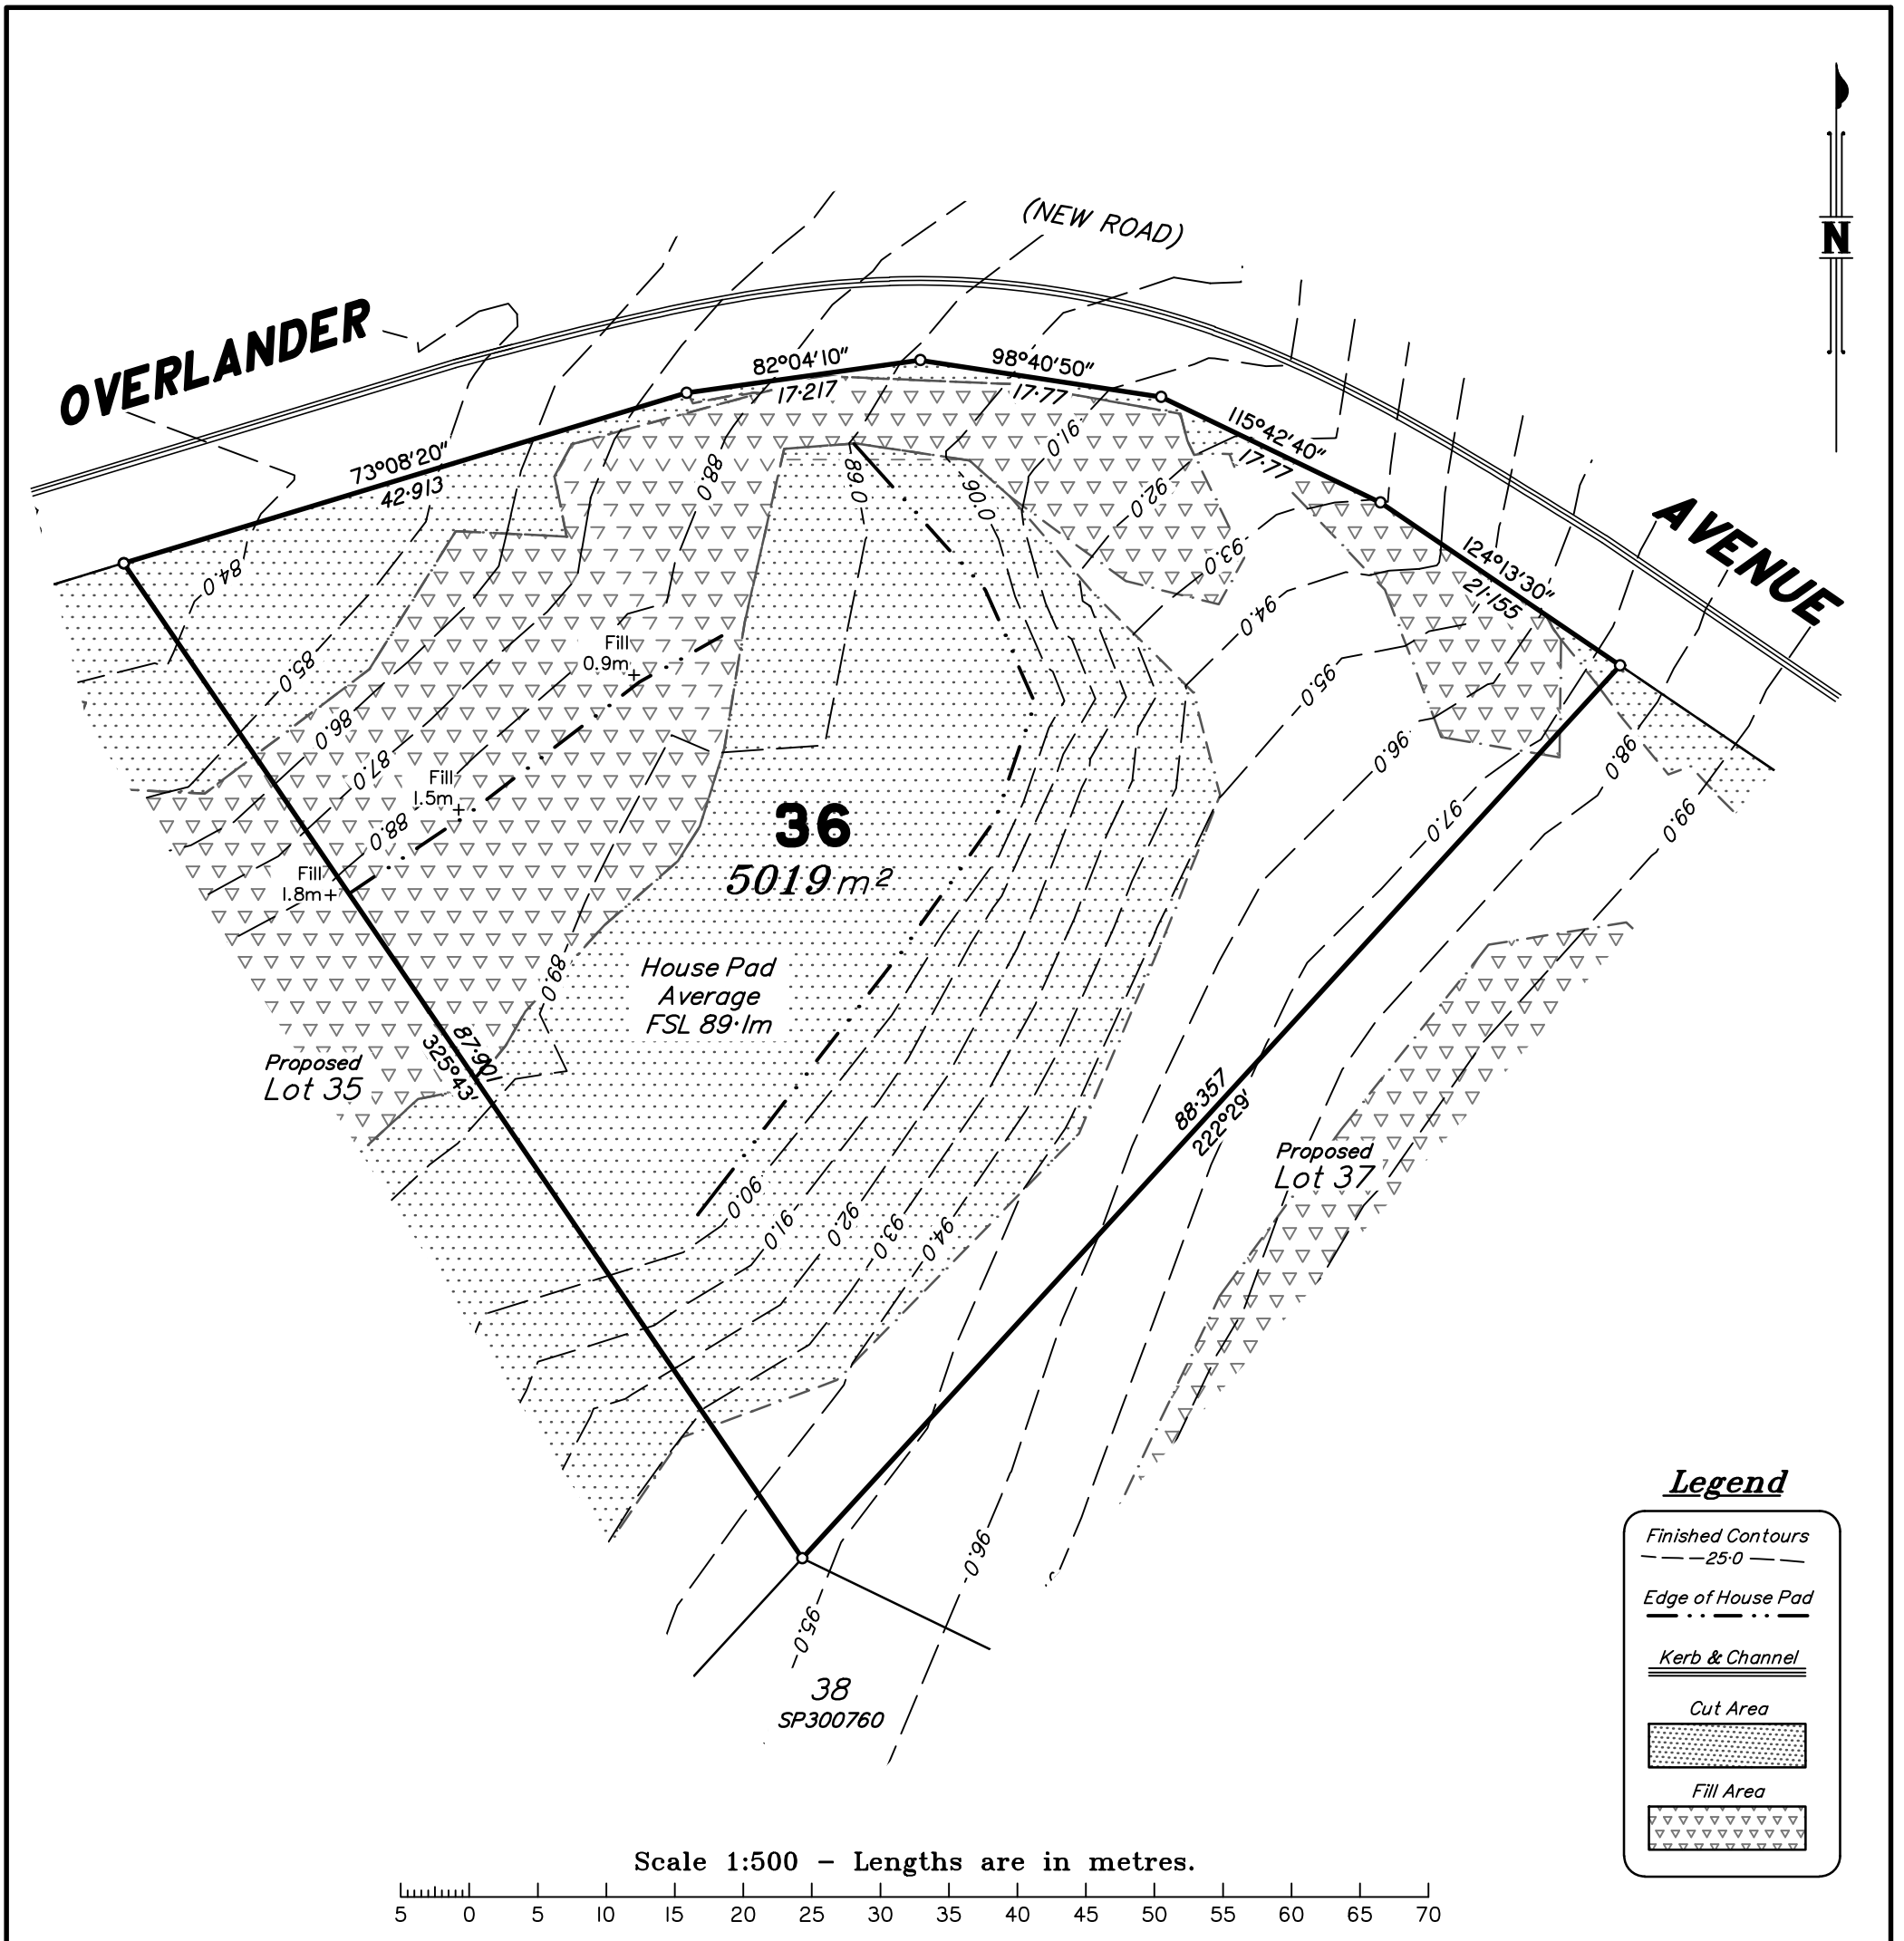 N
(NEW ROAD)
OVERLANDER
AVENUE
82°04'10"
17·217
98°40'50"
17·77
115°42'40"
17·77
73°08'20"
42·913
124°13'30"
21·155
84.0
85.0
86.0
87.0
88.0
88.0
89.0
90.0
91.0
92.0
93.0
94.0
95.0
96.0
97.0
98.0
99.0
Fill
0.9m
Fill
1.5m
Fill
1.8m
36
5019 m²
89.0
House Pad
Average
FSL 89·1m
87·901
325°43'
Proposed
Lot 35
88·357
222°29'
Proposed
Lot 37
90.0
91.0
92.0
93.0
94.0
95.0
96.0
38
SP300760
Legend
Finished Contours
25·0
Edge of House Pad
Kerb & Channel
Cut Area
Fill Area
Scale 1:500 – Lengths are in metres.
5 0 5 10 15 20 25 30 35 40 45 50 55 60 65 70